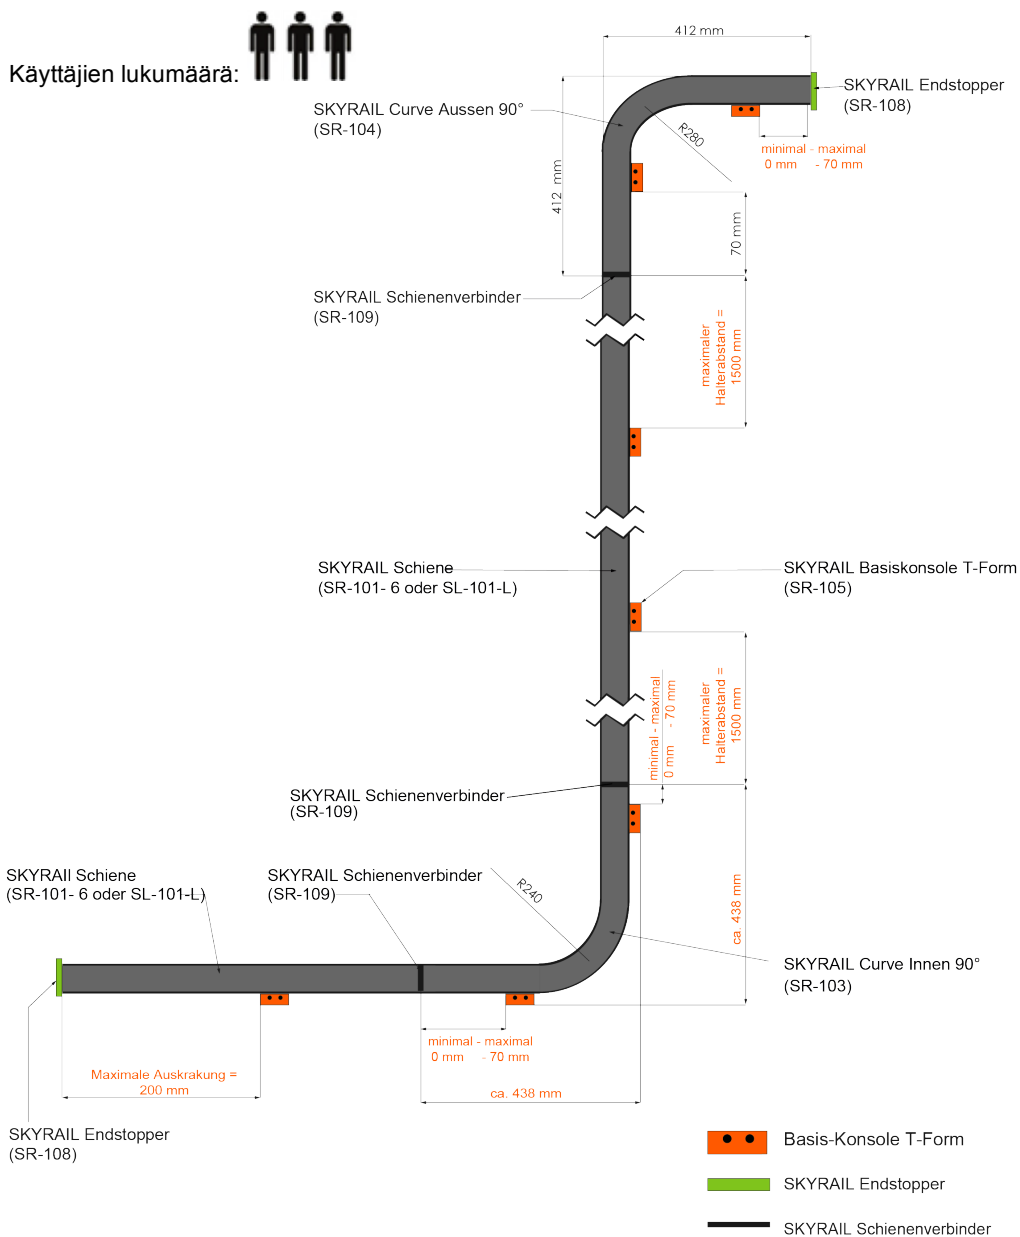 Käyttäjien lukumäärä:
412 mm
SKYRAIL Endstopper
(SR-108)
SKYRAIL Curve Aussen 90°
(SR-104)
R280
minimal - maximal
0 mm - 70 mm
412 mm
70 mm
SKYRAIL Schienenverbinder
(SR-109)
maximaler
Halterabstand =
1500 mm
SKYRAIL Schiene
(SR-101- 6 oder SL-101-L)
SKYRAIL Basiskonsole T-Form
(SR-105)
minimal - maximal
0 mm - 70 mm
maximaler
Halterabstand =
1500 mm
SKYRAIL Schienenverbinder
(SR-109)
SKYRAIl Schiene
(SR-101- 6 oder SL-101-L)
SKYRAIL Schienenverbinder
(SR-109)
R240
ca. 438 mm
SKYRAIL Curve Innen 90°
(SR-103)
minimal - maximal
0 mm - 70 mm
Maximale Auskrakung =
200 mm
ca. 438 mm
SKYRAIL Endstopper
(SR-108)
Basis-Konsole T-Form
SKYRAIL Endstopper
SKYRAIL Schienenverbinder